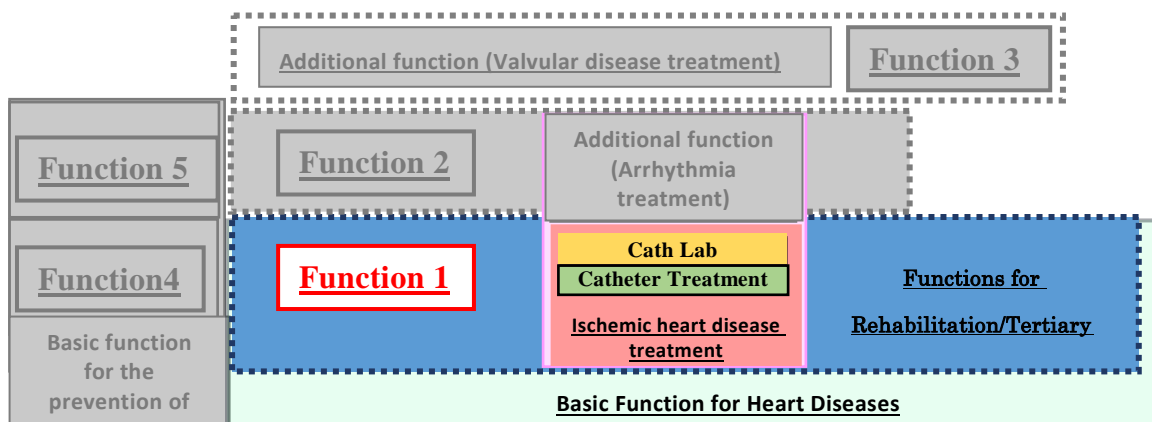 Additional function (Valvular disease treatment)
Function 3
Function 5
Function 2
Additional function
(Arrhythmia
treatment)
Function4
Function 1
Cath Lab
Catheter Treatment
Ischemic heart disease
treatment
Functions for
Rehabilitation/Tertiary
Basic function
for the
prevention of
Basic Function for Heart Diseases